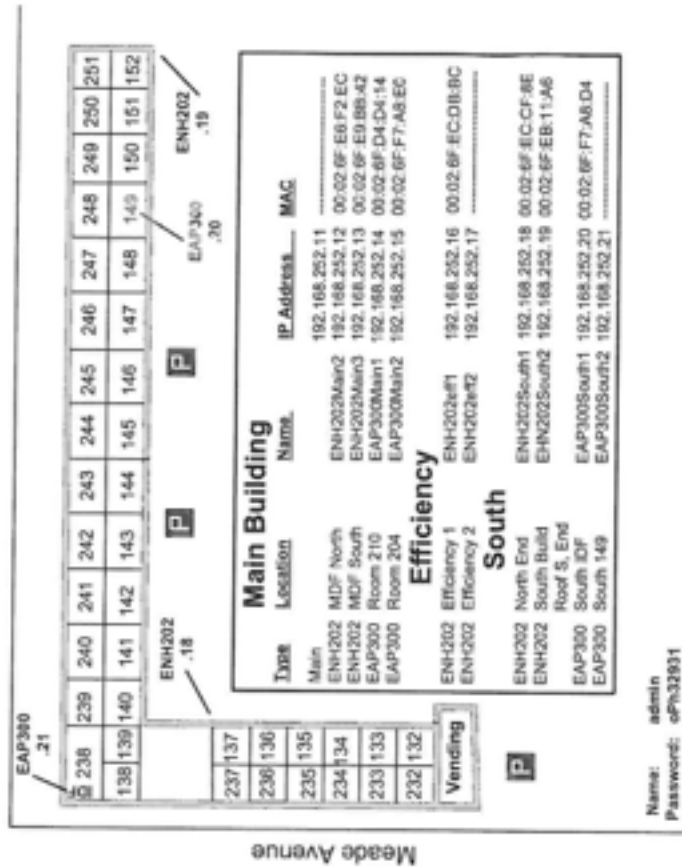 EAP300
.21
IDF 238 239 240 241 242 243 244 245 246 247 248 249 250 251
138 139 140 141 142 143 144 145 146 147 148 149 150 151 152
ENH202
.18
EAP300
.20
ENH202
.19
237 137
236 136
235 135
234 134
233 133
232 132
Vending
P
P
P
Meade Avenue
Main Building
Type Location Name IP Address MAC
Main 192.168.252.11 ----------------
ENH202 MDF North ENH202Main2 192.168.252.12 00:02:6F:E6:F2:EC
ENH202 MDF South ENH202Main3 192.168.252.13 00:02:6F:E9:BB:42
EAP300 Room 210 EAP300Main1 192.168.252.14 00:02:6F:D4:D4:14
EAP300 Room 204 EAP300Main2 192.168.252.15 00:02:6F:F7:A8:EC
Efficiency
ENH202 Efficiency 1 ENH202eff1 192.168.252.16 00:02:6F:EC:DB:BC
ENH202 Efficiency 2 ENH202eff2 192.168.252.17 ----------------
South
ENH202 North End ENH202South1 192.168.252.18 00:02:6F:EC:CF:8E
ENH202 South Build EHN202South2 192.168.252.19 00:02:6F:EB:11:A6
Roof S. End
EAP300 South IDF EAP300South1 192.168.252.20 00:02:6F:F7:A8:D4
EAP300 South 149 EAP300South2 192.168.252.21 ----------------
Name: admin
Password: oPh32931